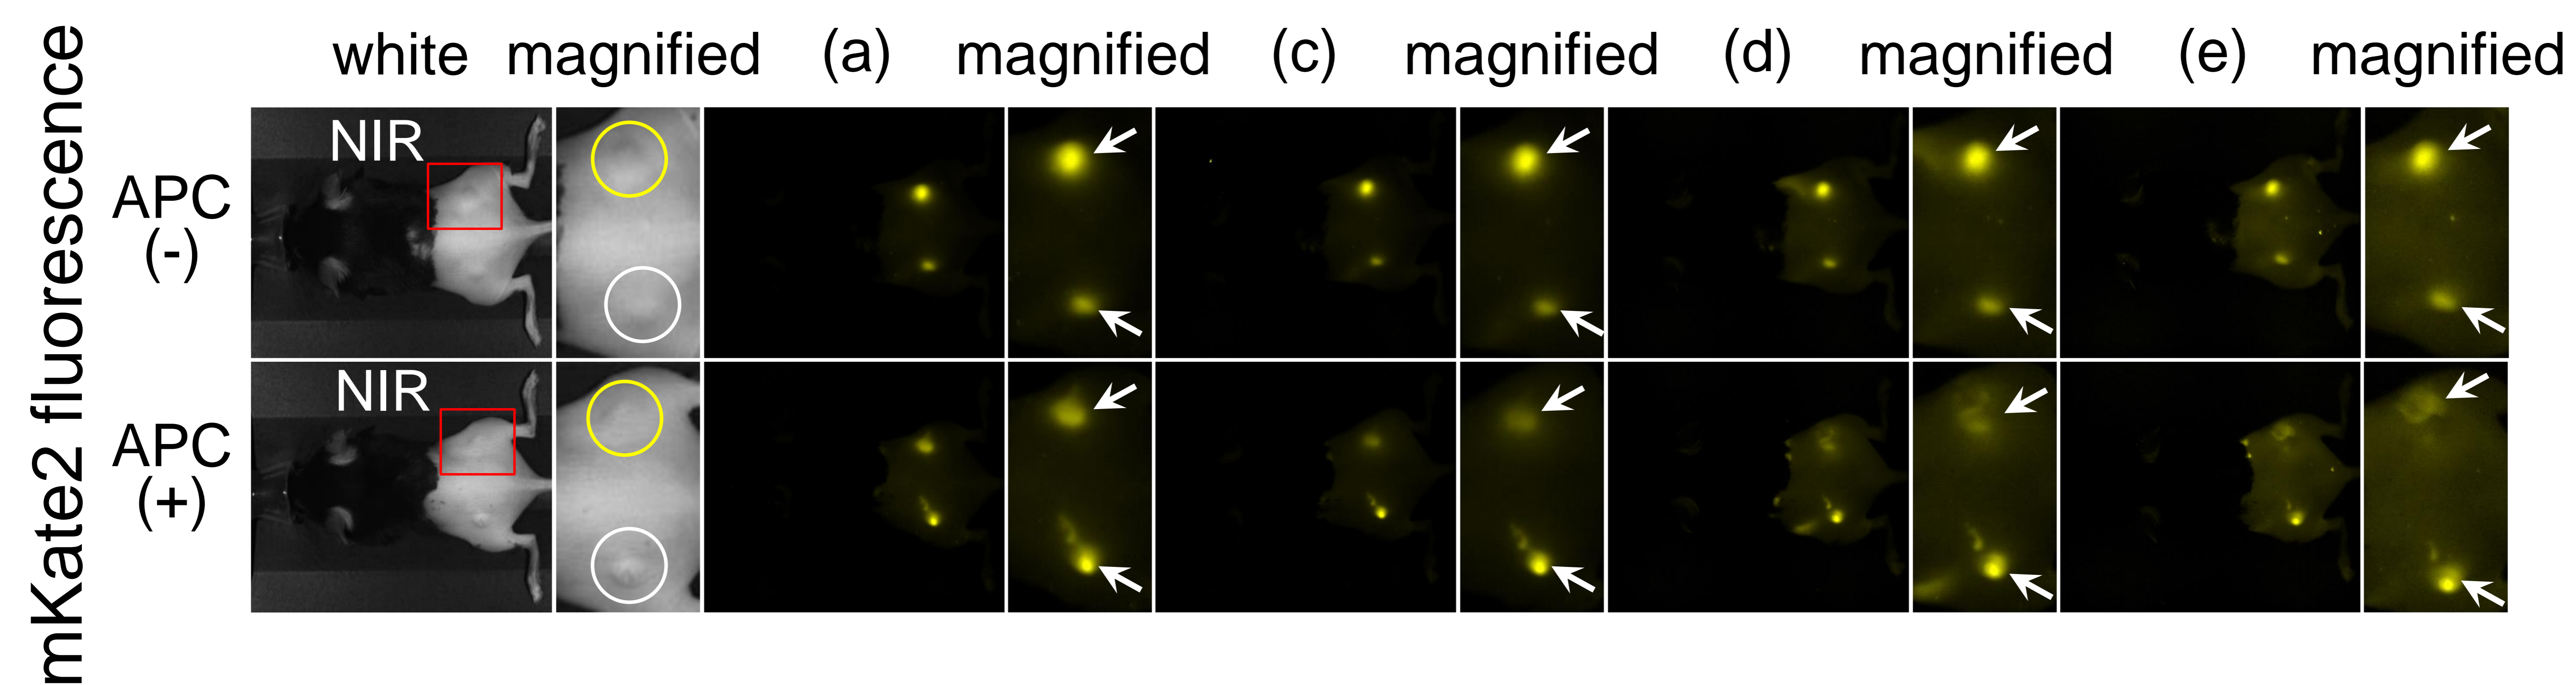 mKate2 fluorescence
white magnified (a) magnified (c) magnified (d) magnified (e) magnified
APC
(-)
NIR
APC
(+)
NIR